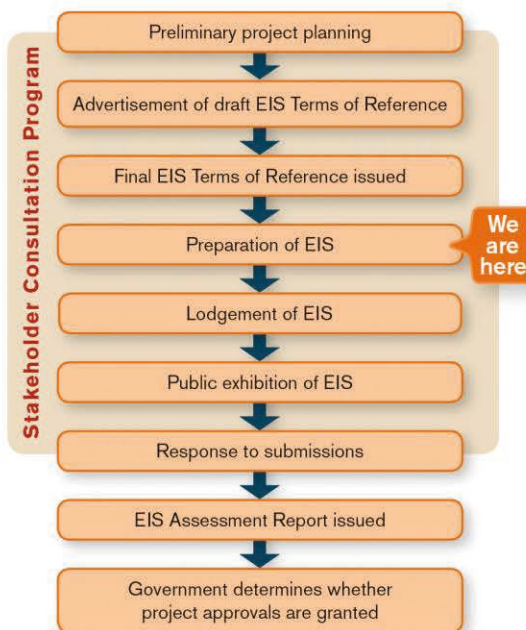 Stakeholder Consultation Program
Preliminary project planning
Advertisement of draft EIS Terms of Reference
Final EIS Terms of Reference issued
Preparation of EIS
We
are
here
Lodgement of EIS
Public exhibition of EIS
Response to submissions
EIS Assessment Report issued
Government determines whether
project approvals are granted